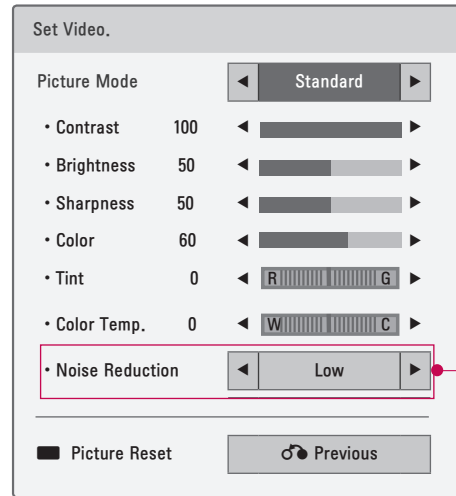 Set Video.
Picture Mode ◀ Standard ▶
• Contrast 100 ◀ ▶
• Brightness 50 ◀ ▶
• Sharpness 50 ◀ ▶
• Color 60 ◀ ▶
• Tint 0 ◀ R G ▶
• Color Temp. 0 ◀ W C ▶
• Noise Reduction ◀ Low ▶
Picture Reset Previous